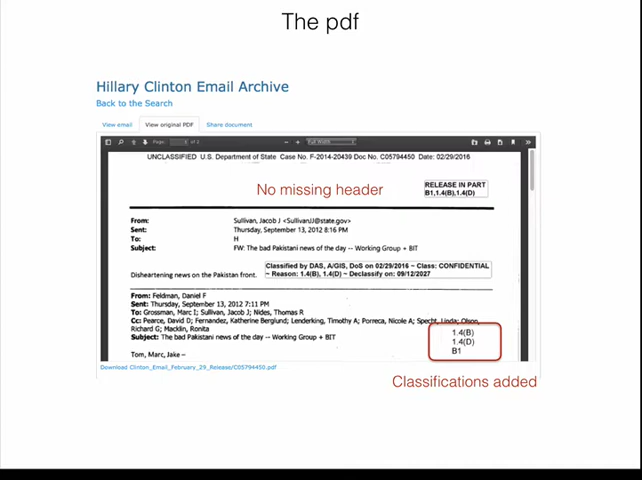 The pdf
Hillary Clinton Email Archive
Back to the Search
View email View original PDF Share document
Page: of 2 Full Width
UNCLASSIFIED U.S. Department of State Case No. F-2014-20439 Doc No. C05794450 Date: 02/29/2016
No missing header
RELEASE IN PART
B1,1.4(B),1.4(D)
From: Sullivan, Jacob J <SullivanJJ@state.gov>
Sent: Thursday, September 13, 2012 8:16 PM
To: H
Subject: FW: The bad Pakistani news of the day -- Working Group + BIT
Classified by DAS, A/GIS, DoS on 02/29/2016 ~ Class: CONFIDENTIAL
~ Reason: 1.4(B), 1.4(D) ~ Declassify on: 09/12/2027
Disheartening news on the Pakistan front.
From: Feldman, Daniel F
Sent: Thursday, September 13, 2012 7:11 PM
To: Grossman, Marc I; Sullivan, Jacob J; Nides, Thomas R
Cc: Pearce, David D; Fernandez, Katherine Berglund; Lenderking, Timothy A; Porreca, Nicole A; Specht, Linda; Olson,
Richard G; Macklin, Ronita
Subject: The bad Pakistani news of the day -- Working Group + BIT
1.4(B)
1.4(D)
B1
Tom, Marc, Jake –
Download Clinton_Email_February_29_Release/C05794450.pdf
Classifications added